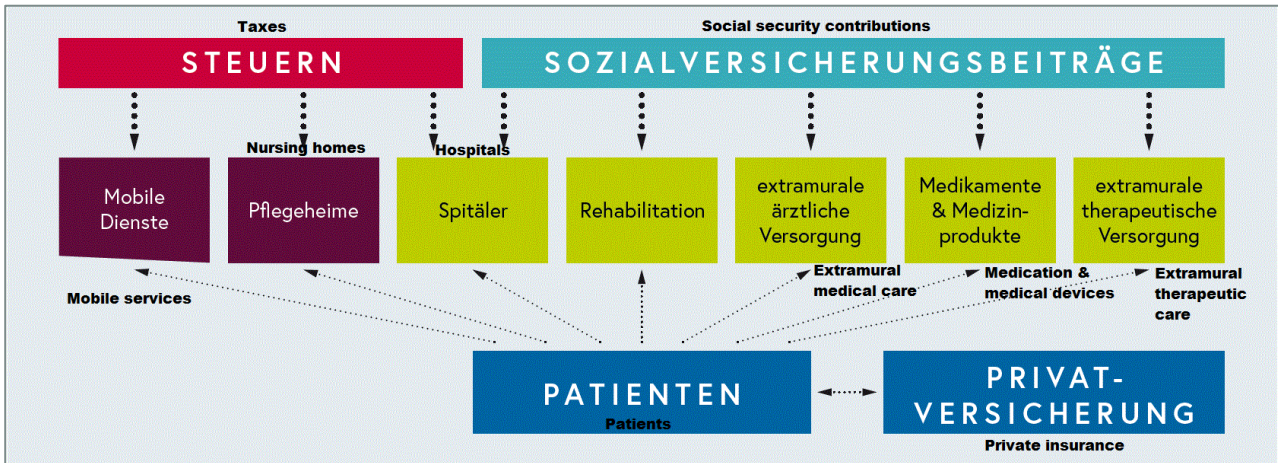 Taxes
Social security contributions
STEUERN
SOZIALVERSICHERUNGSBEITRÄGE
Nursing homes
Hospitals
Mobile
Dienste
Pflegeheime
Spitäler
Rehabilitation
extramurale
ärztliche
Versorgung
Medikamente
& Medizin-
produkte
extramurale
therapeutische
Versorgung
Mobile services
Extramural
medical care
Medication &
medical devices
Extramural
therapeutic
care
PATIENTEN
Patients
PRIVAT-
VERSICHERUNG
Private insurance